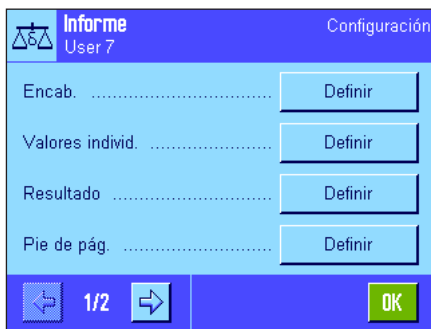 Informe
Configuración
User 7
Encab. ................................. Definir
Valores individ. ........................ Definir
Resultado ............................. Definir
Pie de pág. ............................ Definir
1/2
OK